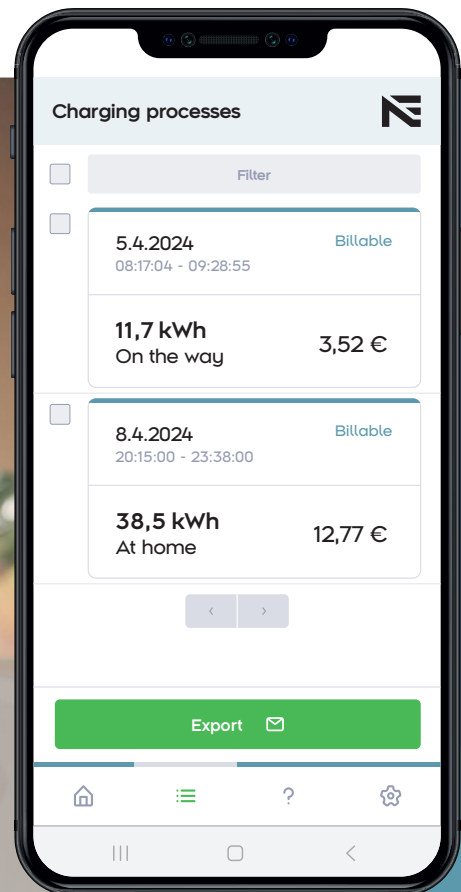 Charging processes
Filter
5.4.2024
Billable
08:17:04 - 09:28:55
11,7 kWh
3,52 €
On the way
8.4.2024
Billable
20:15:00 - 23:38:00
38,5 kWh
12,77 €
At home
Export